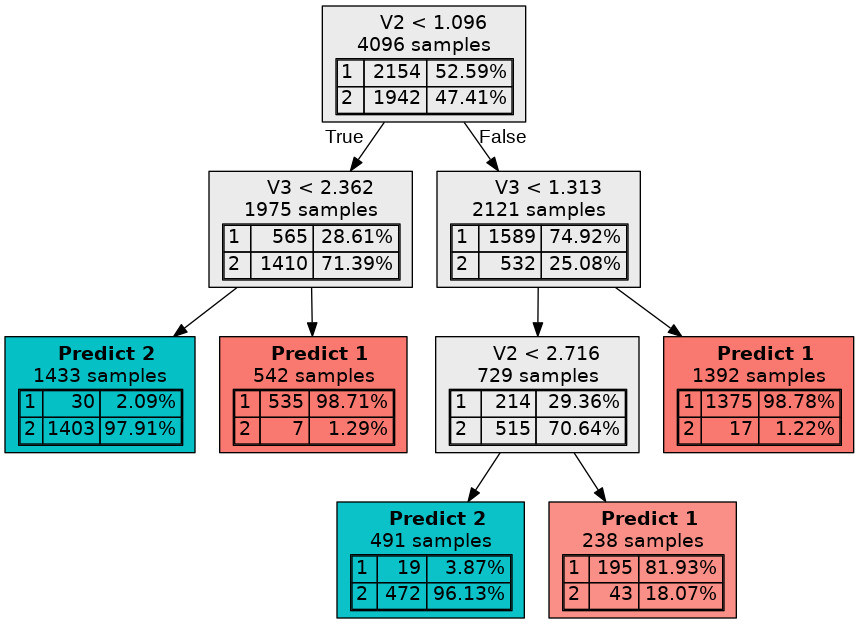 V2 < 1.096
4096 samples
1 2154 52.59%
2 1942 47.41%
True
False
V3 < 2.362
1975 samples
1 565 28.61%
2 1410 71.39%
V3 < 1.313
2121 samples
1 1589 74.92%
2 532 25.08%
Predict 2
1433 samples
1 30 2.09%
2 1403 97.91%
Predict 1
542 samples
1 535 98.71%
2 7 1.29%
V2 < 2.716
729 samples
1 214 29.36%
2 515 70.64%
Predict 1
1392 samples
1 1375 98.78%
2 17 1.22%
Predict 2
491 samples
1 19 3.87%
2 472 96.13%
Predict 1
238 samples
1 195 81.93%
2 43 18.07%